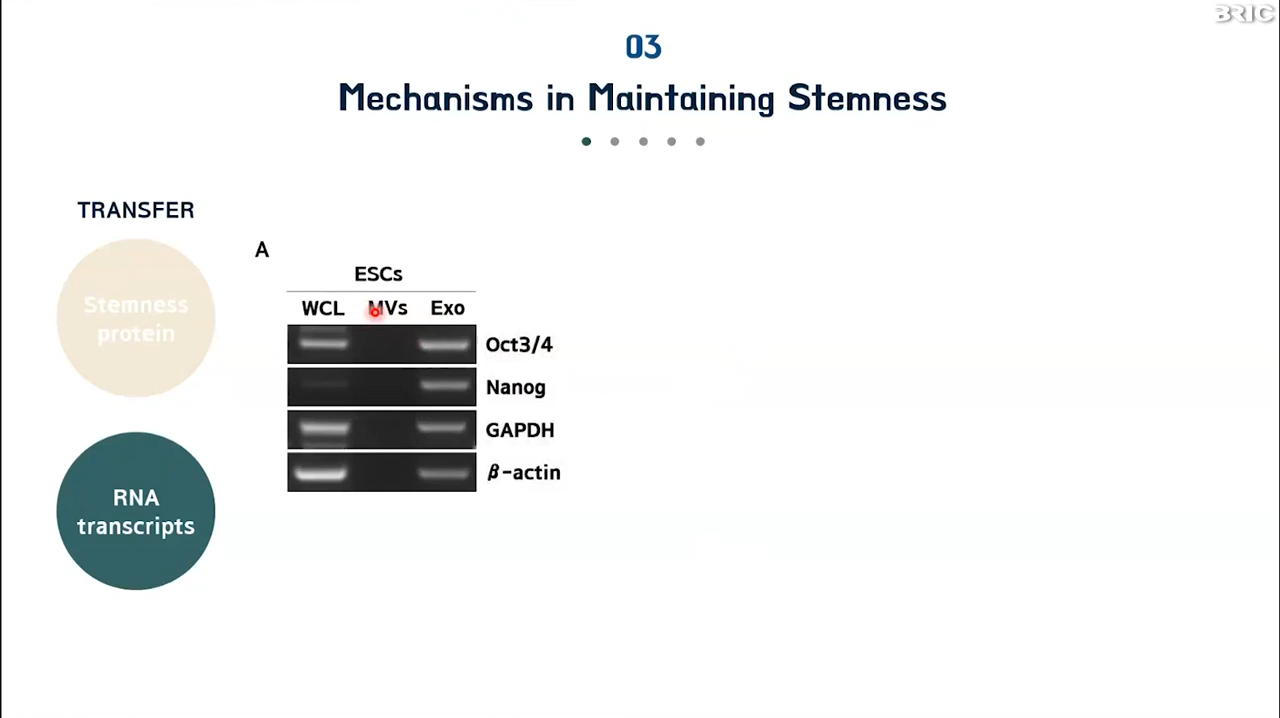 BRIC
03
Mechanisms in Maintaining Stemness
TRANSFER
Stemness
protein
RNA
transcripts
A
ESCs
WCL MVs Exo
Oct3/4
Nanog
GAPDH
β-actin